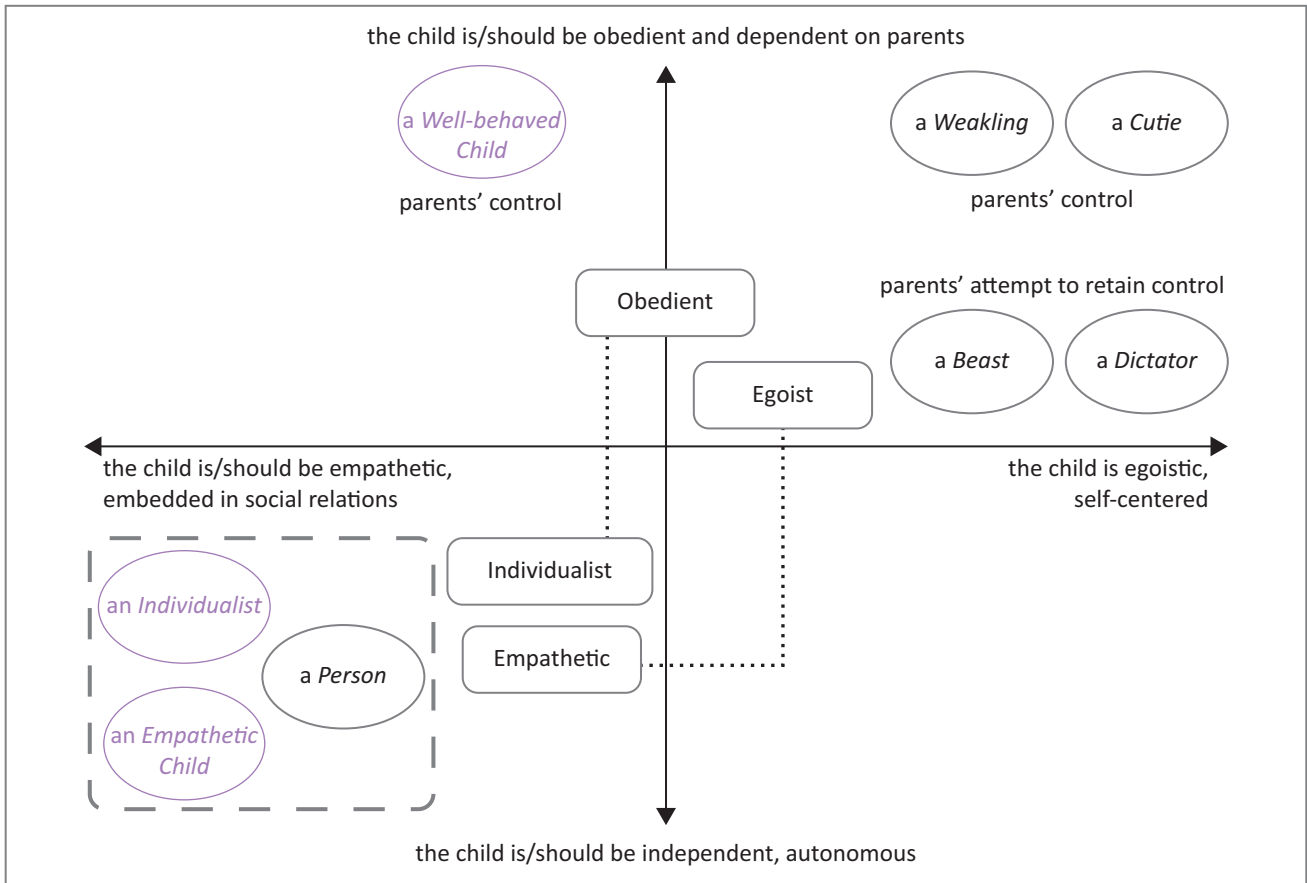 the child is/should be obedient and dependent on parents
a Well-behaved
Child
parents’ control
a Weakling
a Cutie
parents’ control
Obedient
parents’ attempt to retain control
a Beast
a Dictator
Egoist
the child is/should be empathetic,
embedded in social relations
the child is egoistic,
self-centered
an Individualist
a Person
an Empathetic
Child
Individualist
Empathetic
the child is/should be independent, autonomous